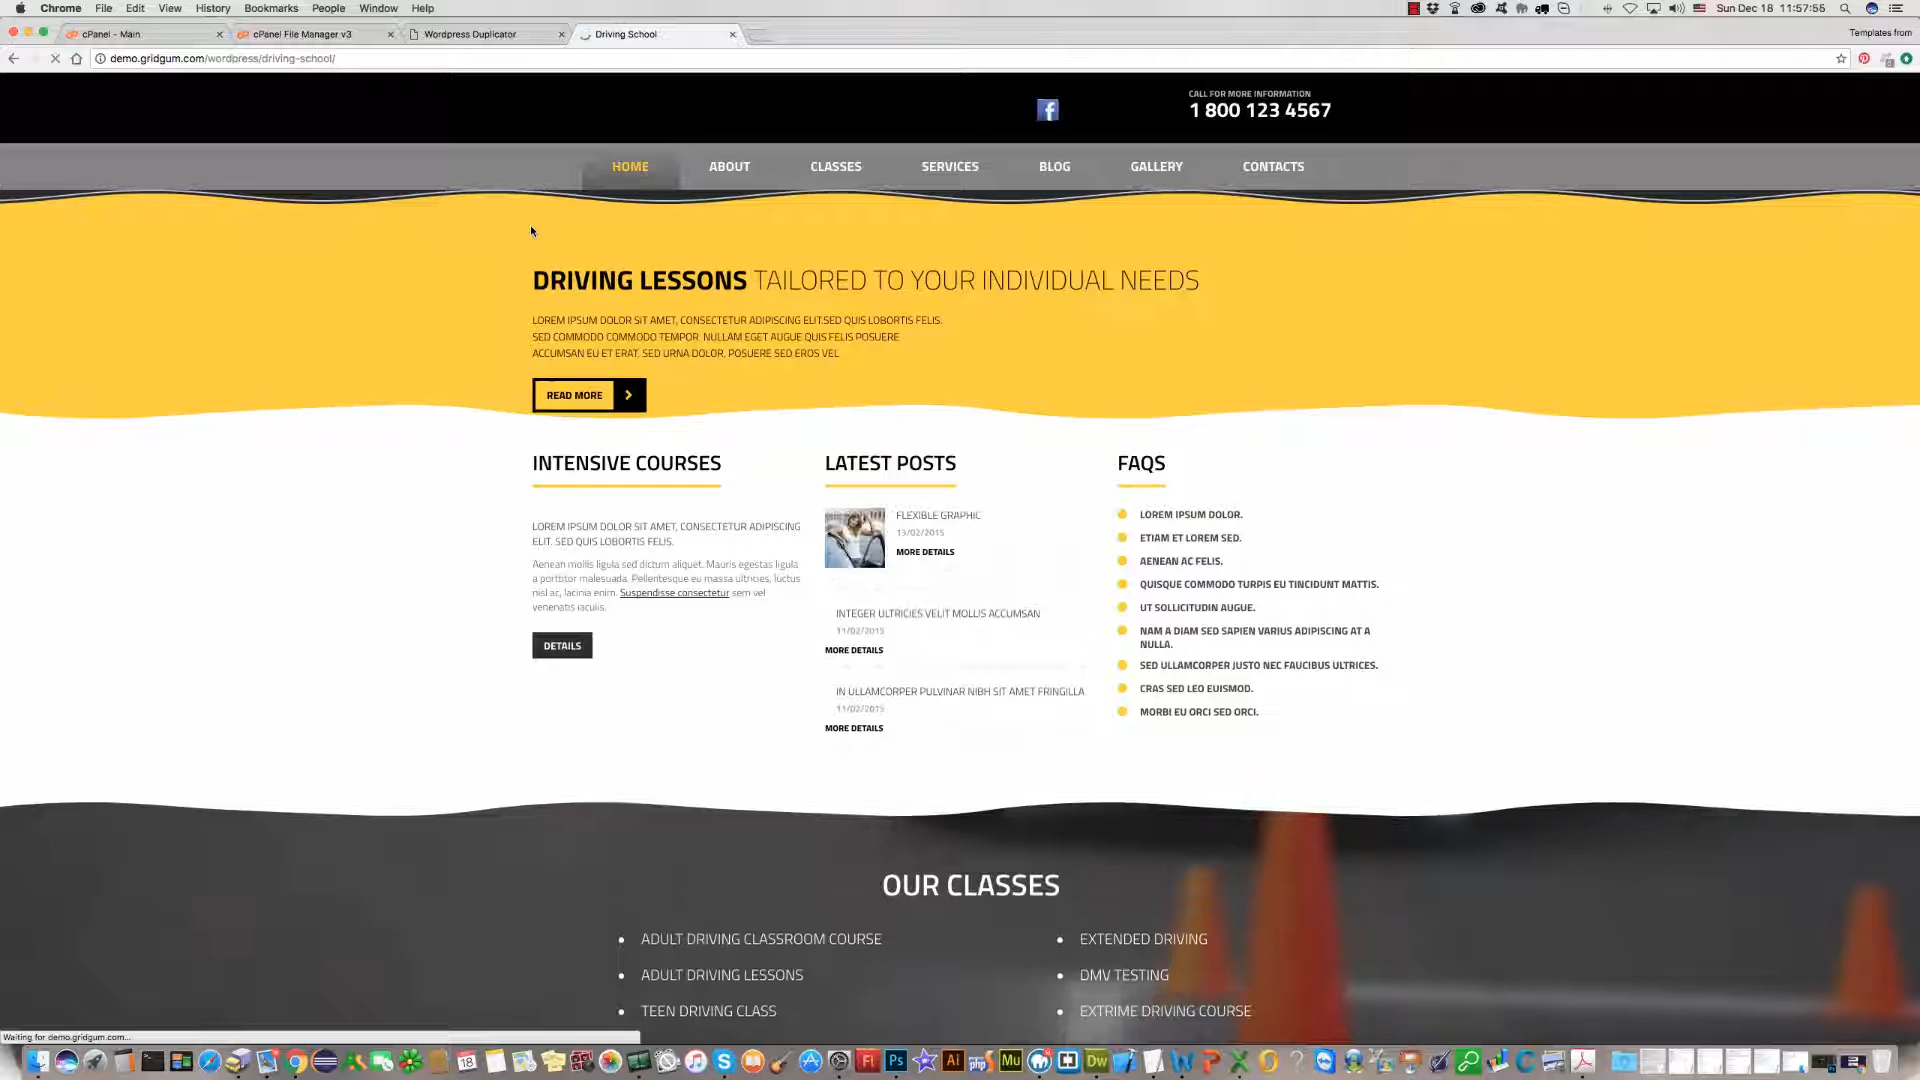 Chrome File Edit View History Bookmarks People Window Help
Sun Dec 18 11:57:55
cPanel - Main
cPanel File Manager v3
Wordpress Duplicator
Driving School
Templates from
demo.gridgum.com/wordpress/driving-school/
CALL FOR MORE INFORMATION
1 800 123 4567
HOME ABOUT CLASSES SERVICES BLOG GALLERY CONTACTS
DRIVING LESSONS TAILORED TO YOUR INDIVIDUAL NEEDS
LOREM IPSUM DOLOR SIT AMET, CONSECTETUR ADIPISCING ELIT.SED QUIS LOBORTIS FELIS.
SED COMMODO COMMODO TEMPOR. NULLAM EGET AUGUE QUIS FELIS POSUERE
ACCUMSAN EU ET ERAT. SED URNA DOLOR, POSUERE SED EROS VEL
READ MORE
INTENSIVE COURSES
LOREM IPSUM DOLOR SIT AMET, CONSECTETUR ADIPISCING
ELIT. SED QUIS LOBORTIS FELIS.
Aenean mollis ligula sed dictum aliquet. Mauris egestas ligula
a porttitor malesuada. Pellentesque eu massa ultricies, luctus
nisl ac, lacinia enim. Suspendisse consectetur sem vel
venenatis iaculis.
DETAILS
LATEST POSTS
FLEXIBLE GRAPHIC
13/02/2015
MORE DETAILS
INTEGER ULTRICIES VELIT MOLLIS ACCUMSAN
11/02/2015
MORE DETAILS
IN ULLAMCORPER PULVINAR NIBH SIT AMET FRINGILLA
11/02/2015
MORE DETAILS
FAQS
LOREM IPSUM DOLOR.
ETIAM ET LOREM SED.
AENEAN AC FELIS.
QUISQUE COMMODO TURPIS EU TINCIDUNT MATTIS.
UT SOLLICITUDIN AUGUE.
NAM A DIAM SED SAPIEN VARIUS ADIPISCING AT A
NULLA.
SED ULLAMCORPER JUSTO NEC FAUCIBUS ULTRICES.
CRAS SED LEO EUISMOD.
MORBI EU ORCI SED ORCI.
OUR CLASSES
ADULT DRIVING CLASSROOM COURSE
ADULT DRIVING LESSONS
TEEN DRIVING CLASS
EXTENDED DRIVING
DMV TESTING
EXTRIME DRIVING COURSE
Waiting for demo.gridgum.com...
18
Fl Ps Ai php Mu Dw